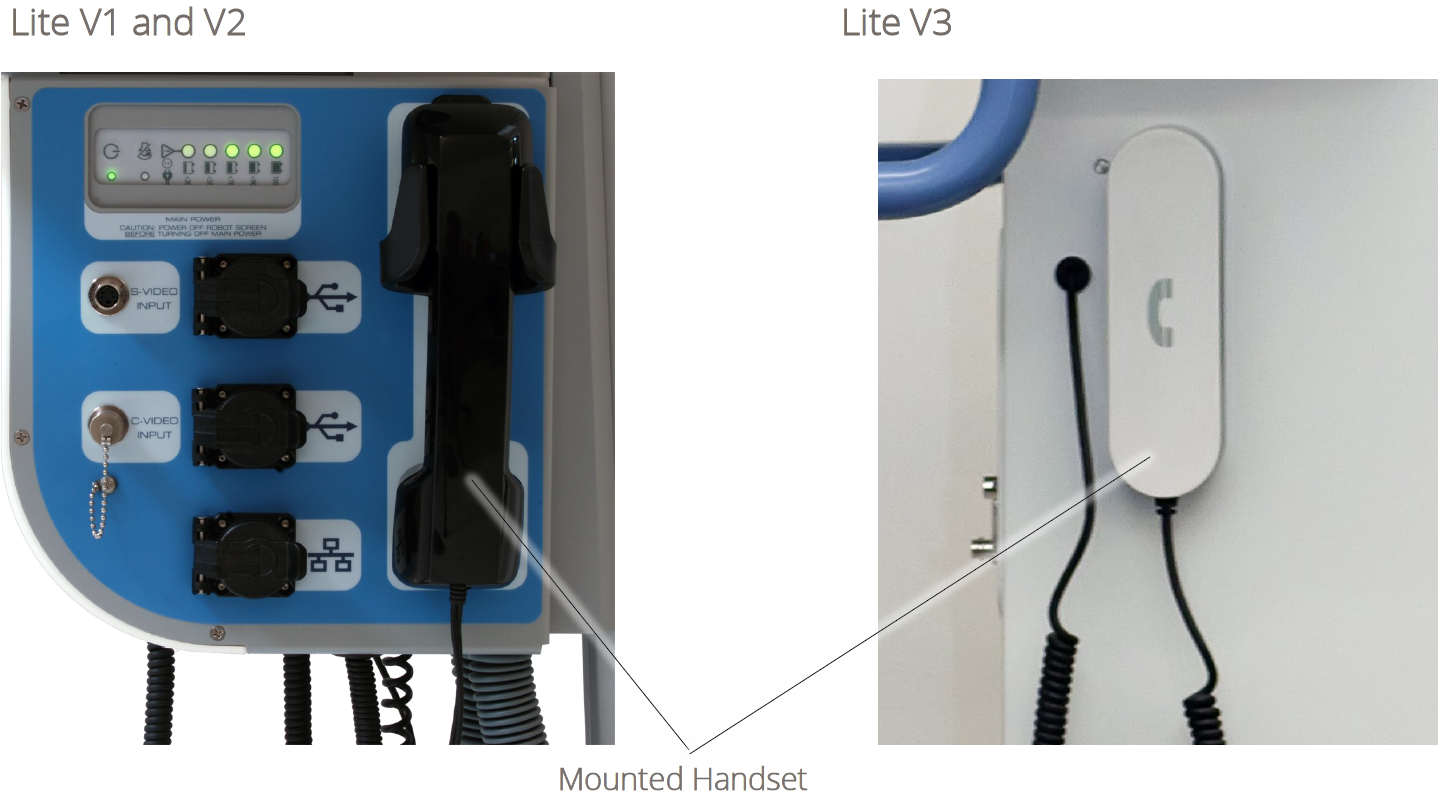 Lite V1 and V2
Lite V3
MAIN POWER
CAUTION: POWER OFF ROBOT SCREEN
BEFORE TURNING OFF MAIN POWER
S-VIDEO
INPUT
C-VIDEO
INPUT
Mounted Handset